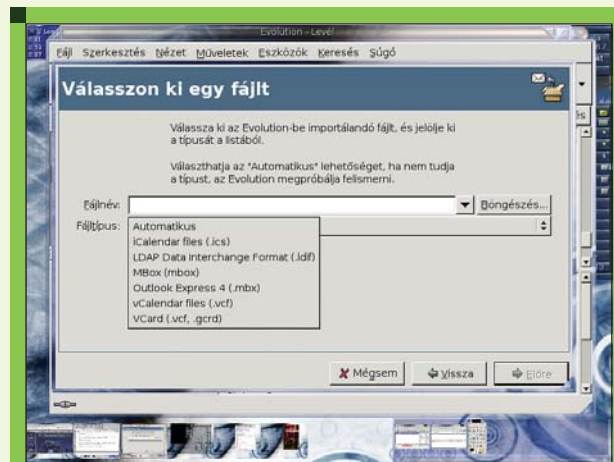 Evolution - Levél
Fájl Szerkesztés Nézet Műveletek Eszközök Keresés Súgó
Válasszon ki egy fájlt
Válassza ki az Evolution-be importálandó fájlt, és jelölje ki
a típusát a listából.
Választhatja az "Automatikus" lehetőséget, ha nem tudja
a típust, az Evolution megpróbálja felismerni.
Fájlnév:
Böngészés...
Fájltípus:
Automatikus
iCalendar files (.ics)
LDAP Data Interchange Format (.ldif)
MBox (mbox)
Outlook Express 4 (.mbx)
vCalendar files (.vcf)
VCard (.vcf, .gcrd)
Mégsem
Vissza
Előre